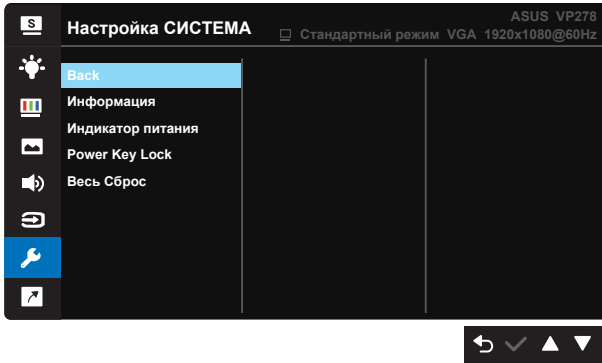 S
Настройка СИСТЕМА
ASUS VP278
Стандартный режим VGA 1920x1080@60Hz
Back
Информация
Индикатор питания
Power Key Lock
Весь Сброс